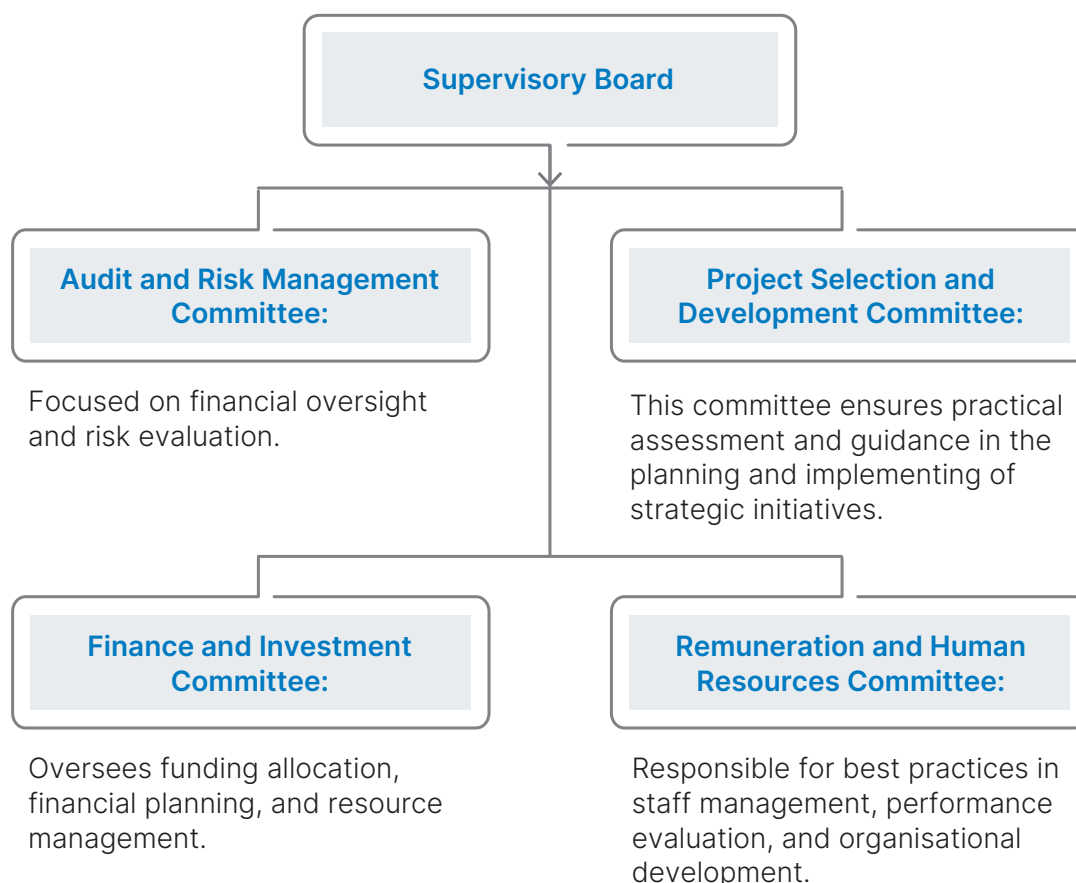 Supervisory Board
Audit and Risk Management
Committee:
Focused on financial oversight
and risk evaluation.
Project Selection and
Development Committee:
This committee ensures practical
assessment and guidance in the
planning and implementing of
strategic initiatives.
Finance and Investment
Committee:
Oversees funding allocation,
financial planning, and resource
management.
Remuneration and Human
Resources Committee:
Responsible for best practices in
staff management, performance
evaluation, and organisational
development.